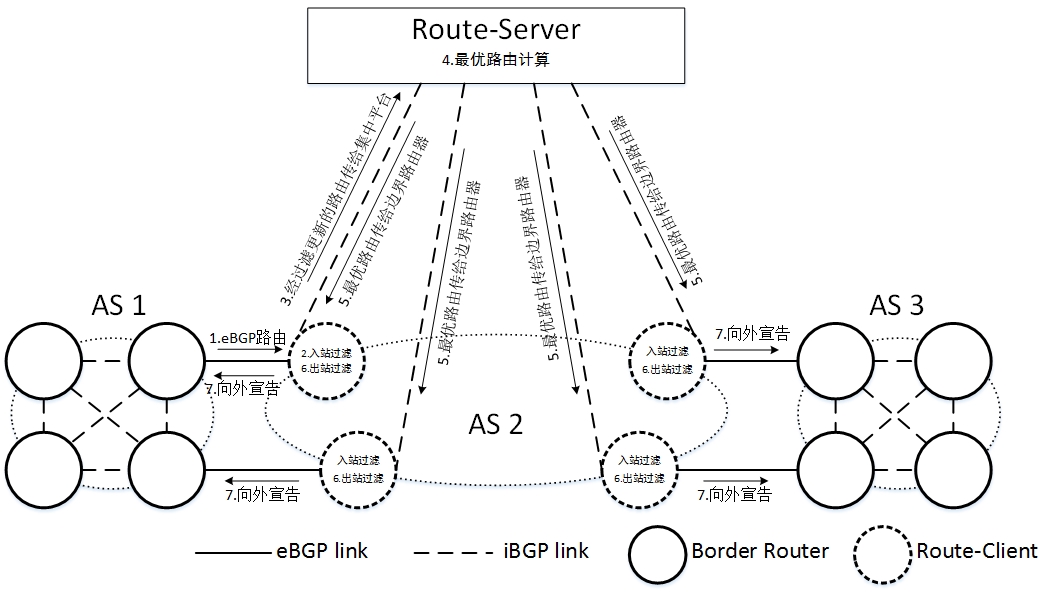 Route-Server
4.最优路由计算
3.经过滤更新的路由传给集中平台
5.最优路由传给边界路由器
5.最优路由传给边界路由器
5.最优路由传给边界路由器
5.最优路由传给边界路由器
AS 1
AS 3
1.eBGP路由
2.入站过滤
6.出站过滤
入站过滤
6.出站过滤
7.向外宣告
7.向外宣告
AS 2
入站过滤
6.出站过滤
入站过滤
6.出站过滤
7.向外宣告
7.向外宣告
eBGP link
iBGP link
Border Router
Route-Client